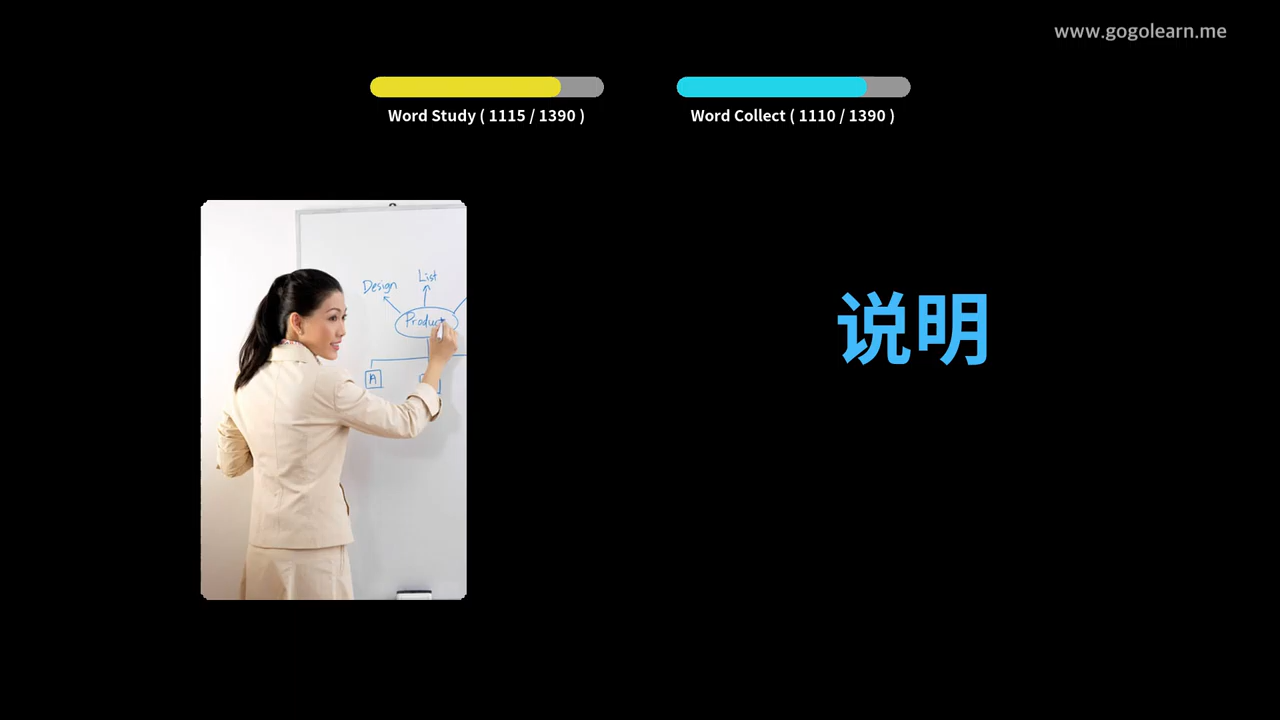 www.gogolearn.me
Word Study ( 1115 / 1390 )
Word Collect ( 1110 / 1390 )
说明
List
Design
Product
A